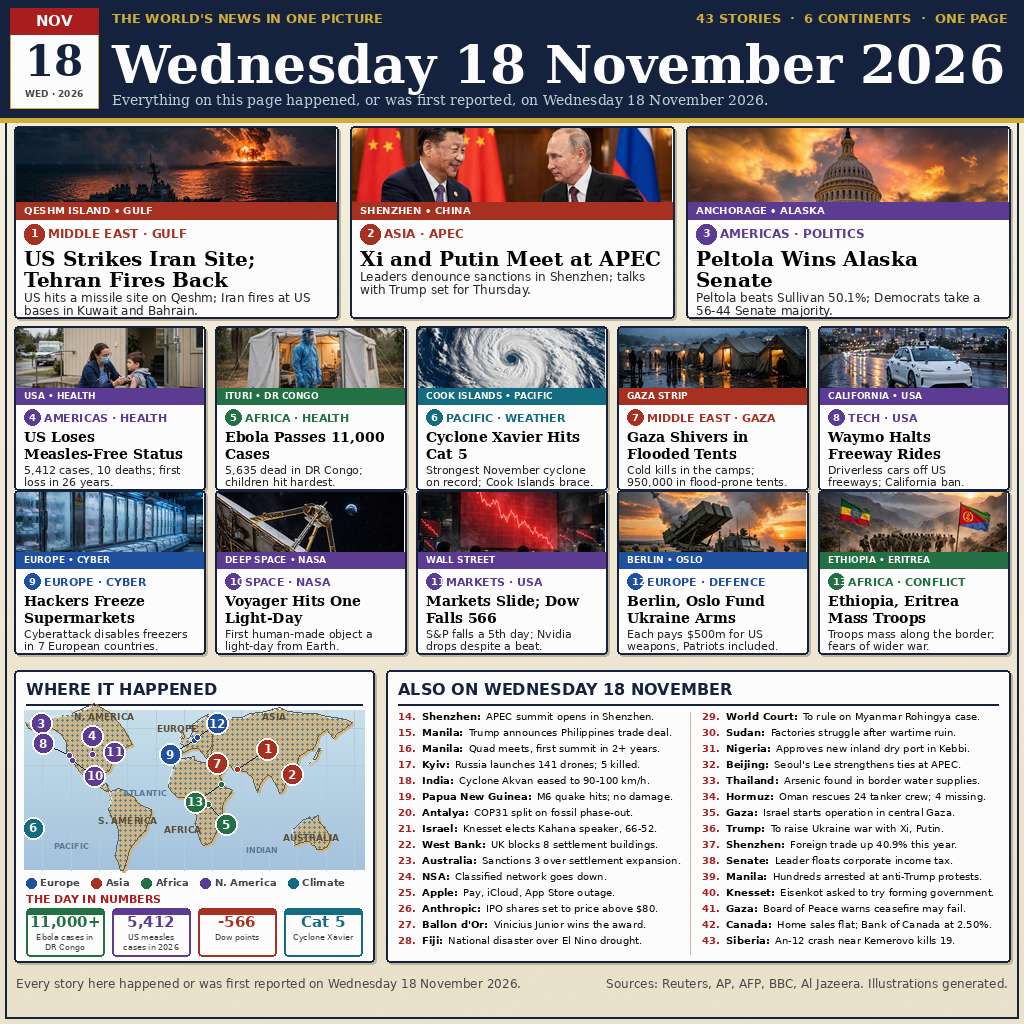 NOV
18
WED · 2026
THE WORLD'S NEWS IN ONE PICTURE
43 STORIES · 6 CONTINENTS · ONE PAGE
Wednesday 18 November 2026
Everything on this page happened, or was first reported, on Wednesday 18 November 2026.
QESHM ISLAND • GULF
1 MIDDLE EAST · GULF
US Strikes Iran Site;
Tehran Fires Back
US hits a missile site on Qeshm; Iran fires at US
bases in Kuwait and Bahrain.
SHENZHEN • CHINA
2 ASIA · APEC
Xi and Putin Meet at APEC
Leaders denounce sanctions in Shenzhen; talks
with Trump set for Thursday.
ANCHORAGE • ALASKA
3 AMERICAS · POLITICS
Peltola Wins Alaska
Senate
Peltola beats Sullivan 50.1%; Democrats take a
56-44 Senate majority.
USA • HEALTH
4 AMERICAS · HEALTH
US Loses
Measles-Free Status
5,412 cases, 10 deaths; first
loss in 26 years.
ITURI • DR CONGO
5 AFRICA · HEALTH
Ebola Passes 11,000
Cases
5,635 dead in DR Congo;
children hit hardest.
COOK ISLANDS • PACIFIC
6 PACIFIC · WEATHER
Cyclone Xavier Hits
Cat 5
Strongest November cyclone
on record; Cook Islands brace.
GAZA STRIP
7 MIDDLE EAST · GAZA
Gaza Shivers in
Flooded Tents
Cold kills in the camps;
950,000 in flood-prone tents.
CALIFORNIA • USA
8 TECH · USA
Waymo Halts
Freeway Rides
Driverless cars off US
freeways; California ban.
EUROPE • CYBER
9 EUROPE · CYBER
Hackers Freeze
Supermarkets
Cyberattack disables freezers
in 7 European countries.
DEEP SPACE • NASA
10 SPACE · NASA
Voyager Hits One
Light-Day
First human-made object a
light-day from Earth.
WALL STREET
11 MARKETS · USA
Markets Slide; Dow
Falls 566
S&P falls a 5th day; Nvidia
drops despite a beat.
BERLIN • OSLO
12 EUROPE · DEFENCE
Berlin, Oslo Fund
Ukraine Arms
Each pays $500m for US
weapons, Patriots included.
ETHIOPIA • ERITREA
13 AFRICA · CONFLICT
Ethiopia, Eritrea
Mass Troops
Troops mass along the border;
fears of wider war.
WHERE IT HAPPENED
N. AMERICA
EUROPE
ASIA
ATLANTIC
S. AMERICA
AFRICA
PACIFIC
INDIAN
AUSTRALIA
3
4
8
11
10
12
9
1
7
2
13
5
6
Europe
Asia
Africa
N. America
Climate
THE DAY IN NUMBERS
11,000+
Ebola cases in
DR Congo
5,412
US measles
cases in 2026
-566
Dow points
Cat 5
Cyclone Xavier
ALSO ON WEDNESDAY 18 NOVEMBER
14. Shenzhen: APEC summit opens in Shenzhen.
15. Manila: Trump announces Philippines trade deal.
16. Manila: Quad meets, first summit in 2+ years.
17. Kyiv: Russia launches 141 drones; 5 killed.
18. India: Cyclone Akvan eased to 90-100 km/h.
19. Papua New Guinea: M6 quake hits; no damage.
20. Antalya: COP31 split on fossil phase-out.
21. Israel: Knesset elects Kahana speaker, 66-52.
22. West Bank: UK blocks 8 settlement buildings.
23. Australia: Sanctions 3 over settlement expansion.
24. NSA: Classified network goes down.
25. Apple: Pay, iCloud, App Store outage.
26. Anthropic: IPO shares set to price above $80.
27. Ballon d'Or: Vinicius Junior wins the award.
28. Fiji: National disaster over El Nino drought.
29. World Court: To rule on Myanmar Rohingya case.
30. Sudan: Factories struggle after wartime ruin.
31. Nigeria: Approves new inland dry port in Kebbi.
32. Beijing: Seoul's Lee strengthens ties at APEC.
33. Thailand: Arsenic found in border water supplies.
34. Hormuz: Oman rescues 24 tanker crew; 4 missing.
35. Gaza: Israel starts operation in central Gaza.
36. Trump: To raise Ukraine war with Xi, Putin.
37. Shenzhen: Foreign trade up 40.9% this year.
38. Senate: Leader floats corporate income tax.
39. Manila: Hundreds arrested at anti-Trump protests.
40. Knesset: Eisenkot asked to try forming government.
41. Gaza: Board of Peace warns ceasefire may fail.
42. Canada: Home sales flat; Bank of Canada at 2.50%.
43. Siberia: An-12 crash near Kemerovo kills 19.
Every story here happened or was first reported on Wednesday 18 November 2026.
Sources: Reuters, AP, AFP, BBC, Al Jazeera. Illustrations generated.